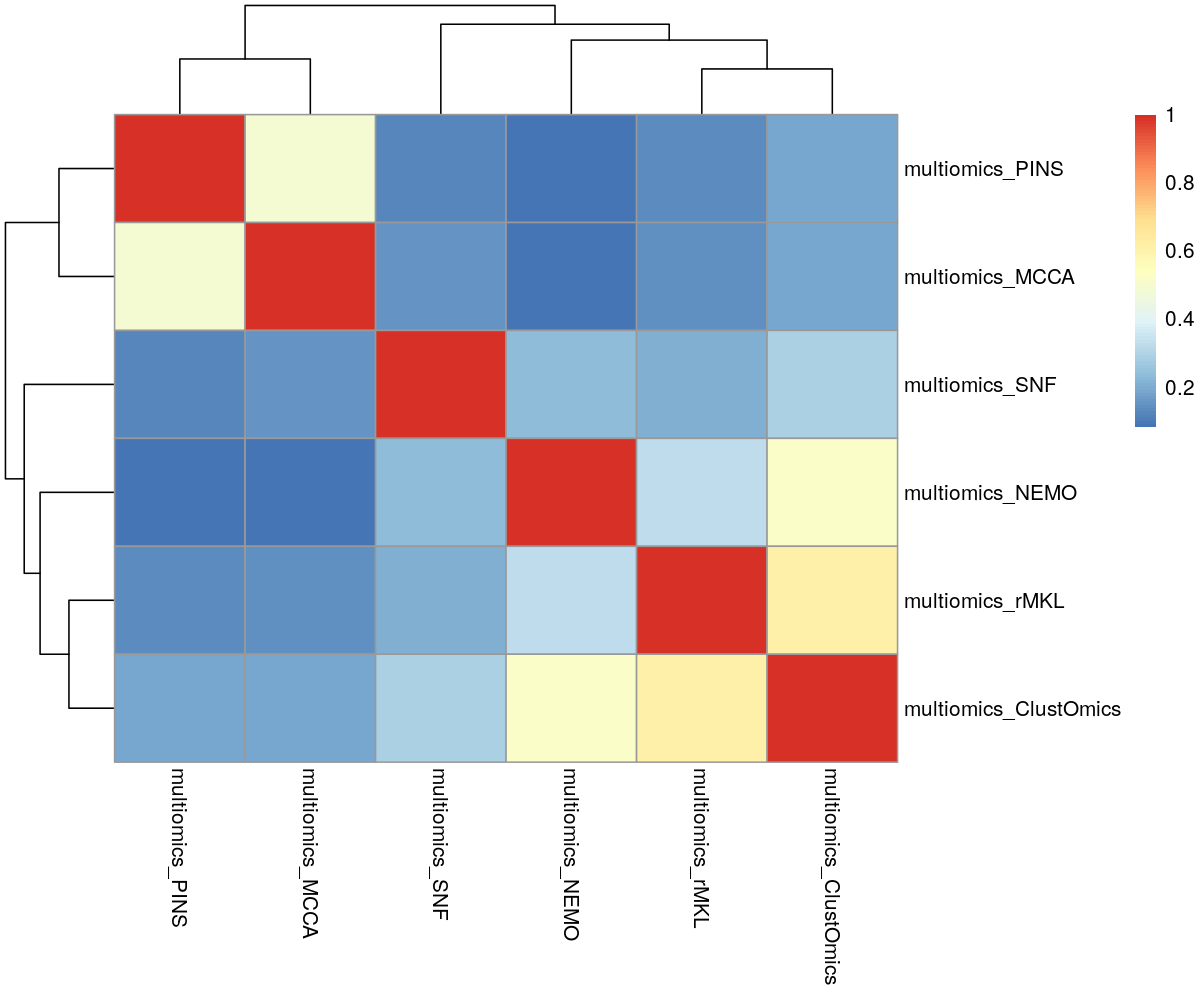 1
0.8
0.6
0.4
0.2
multiomics_PINS
multiomics_MCCA
multiomics_SNF
multiomics_NEMO
multiomics_rMKL
multiomics_ClustOmics
multiomics_PINS
multiomics_MCCA
multiomics_SNF
multiomics_NEMO
multiomics_rMKL
multiomics_ClustOmics